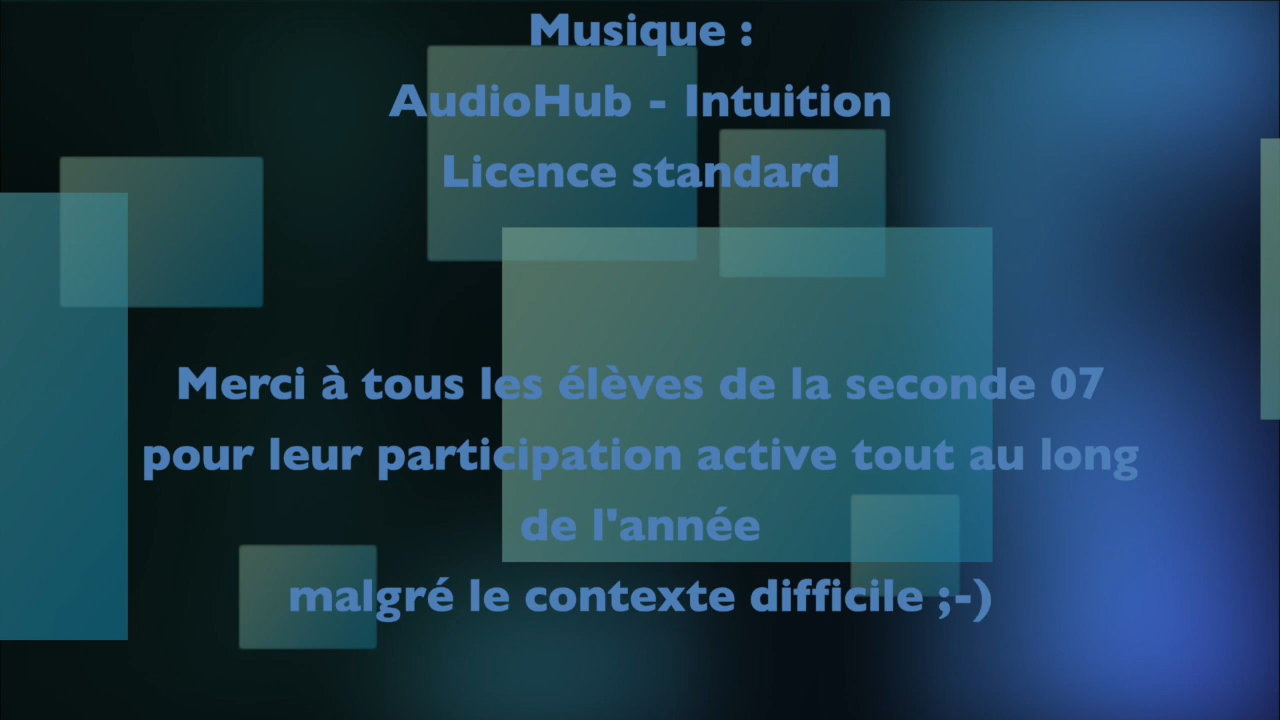 Musique :
AudioHub - Intuition
Licence standard
Merci à tous les élèves de la seconde 07
pour leur participation active tout au long
de l'année
malgré le contexte difficile ;-)